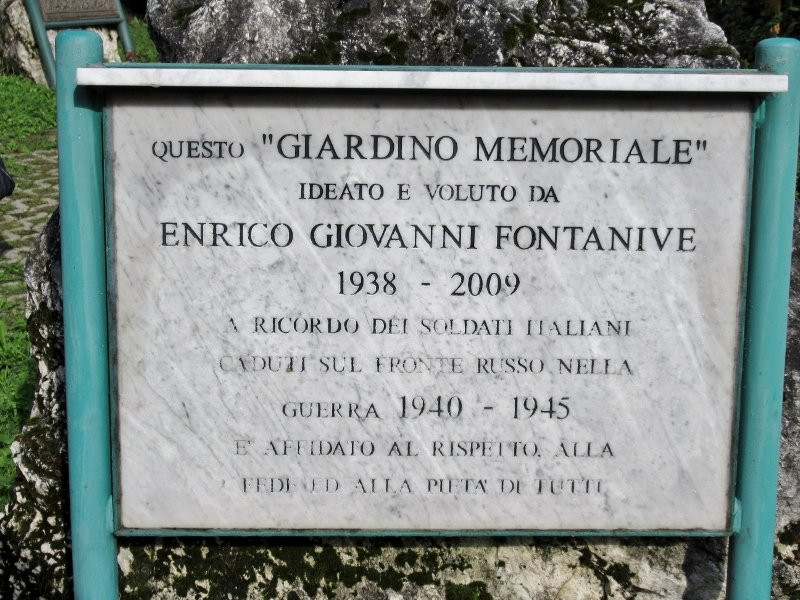 QUESTO "GIARDINO MEMORIALE"
IDEATO E VOLUTO DA
ENRICO GIOVANNI FONTANIVE
1938 - 2009
A RICORDO DEI SOLDATI ITALIANI
CADUTI SUL FRONTE RUSSO NELLA
GUERRA 1940 - 1945
E' AFFIDATO AL RISPETTO, ALLA
FEDE ED ALLA PIETA' DI TUTTI